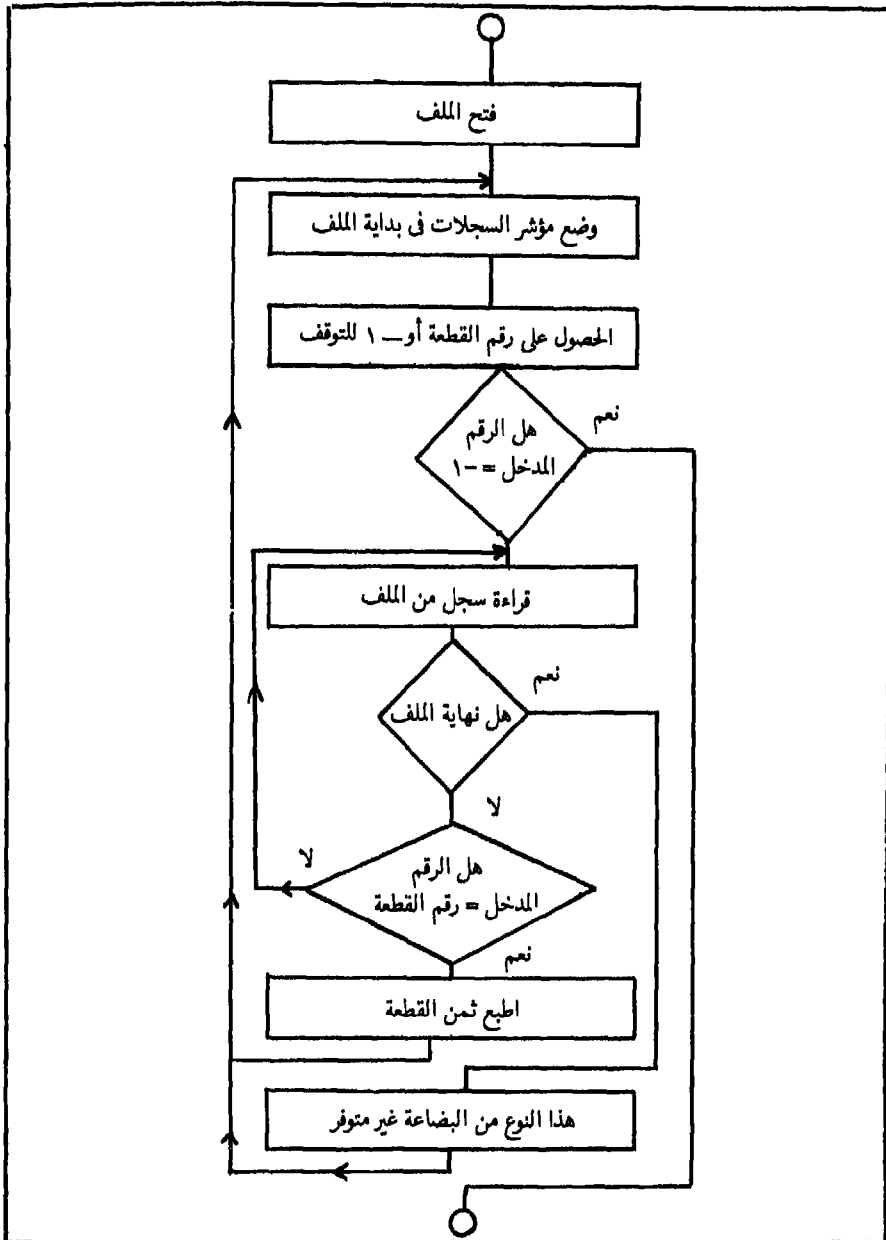 فتح الملف
وضع مؤشر السجلات فى بداية الملف
الحصول على رقم القطعة أو — ١ للتوقف
نعم
هل الرقم
المدخل = -١
قراءة سجل من الملف
نعم
هل نهاية الملف
لا
لا
هل الرقم
المدخل = رقم القطعة
نعم
اطبع ثمن القطعة
هذا النوع من البضاعة غير متوفر